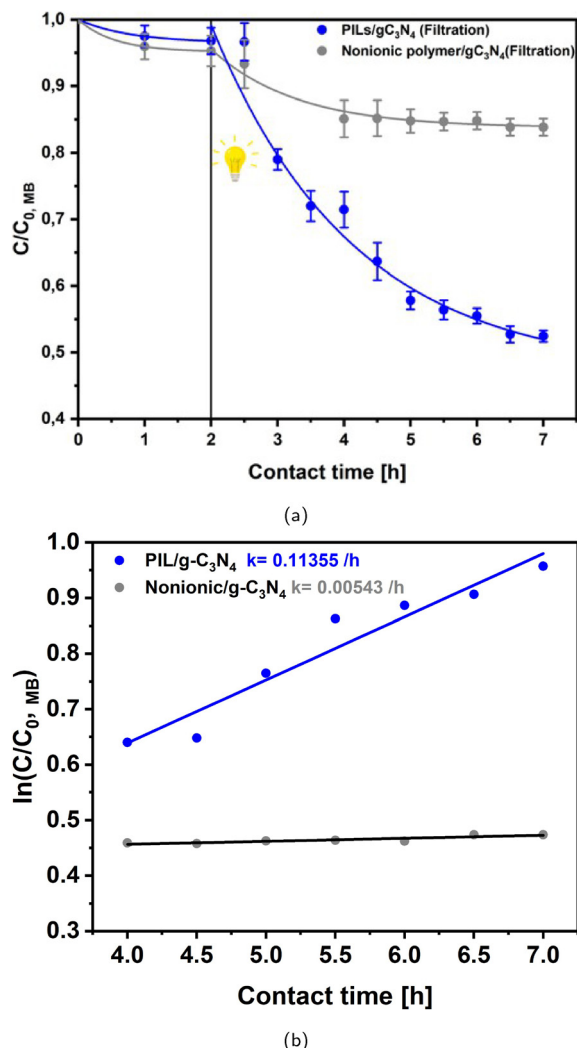 PILs/gC₃N₄ (Filtration)
Nonionic polymer/gC₃N₄(Filtration)
C/C₀, MB
1,0
0,9
0,8
0,7
0,6
0,5
0,4
0 1 2 3 4 5 6 7
Contact time [h]
(a)
PIL/g-C₃N₄ k= 0.11355 /h
Nonionic/g-C₃N₄ k= 0.00543 /h
ln(C/C₀, MB)
1.0
0.9
0.8
0.7
0.6
0.5
0.4
0.3
4.0 4.5 5.0 5.5 6.0 6.5 7.0
Contact time [h]
(b)